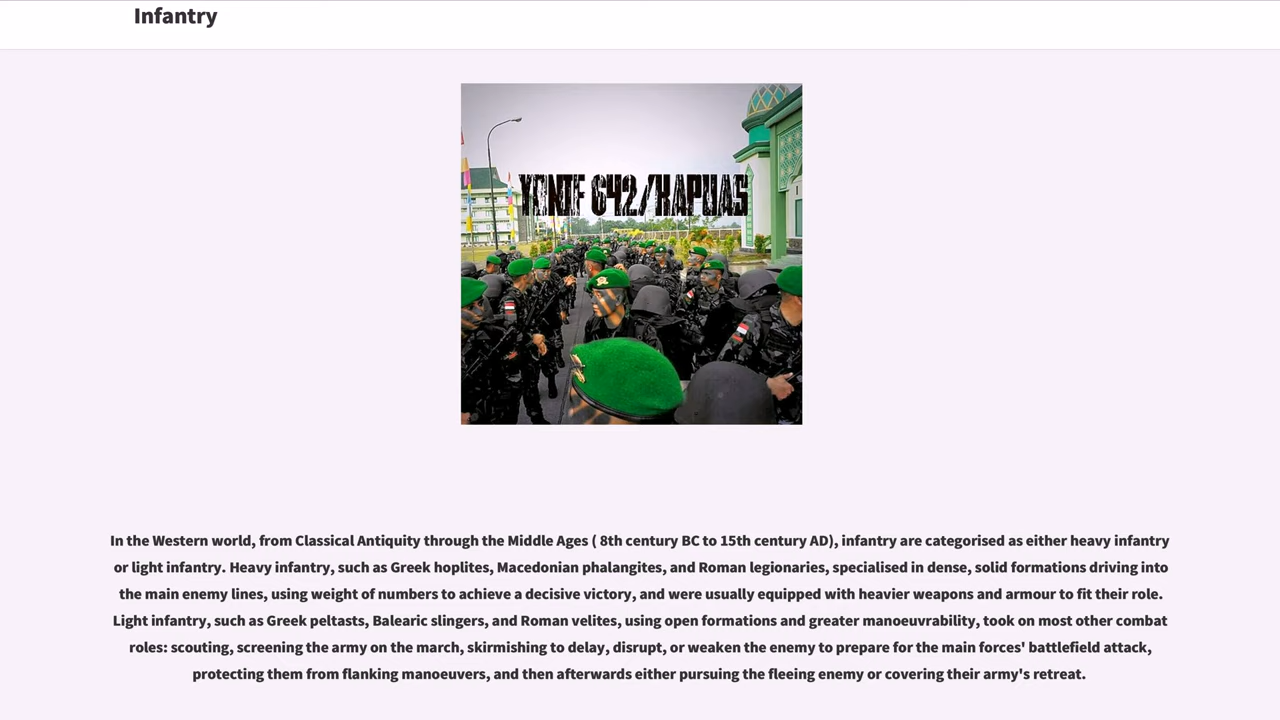 Infantry
YONIF 642/KAPUAS
In the Western world, from Classical Antiquity through the Middle Ages ( 8th century BC to 15th century AD), infantry are categorised as either heavy infantry
or light infantry. Heavy infantry, such as Greek hoplites, Macedonian phalangites, and Roman legionaries, specialised in dense, solid formations driving into
the main enemy lines, using weight of numbers to achieve a decisive victory, and were usually equipped with heavier weapons and armour to fit their role.
Light infantry, such as Greek peltasts, Balearic slingers, and Roman velites, using open formations and greater manoeuvrability, took on most other combat
roles: scouting, screening the army on the march, skirmishing to delay, disrupt, or weaken the enemy to prepare for the main forces' battlefield attack,
protecting them from flanking manoeuvers, and then afterwards either pursuing the fleeing enemy or covering their army's retreat.